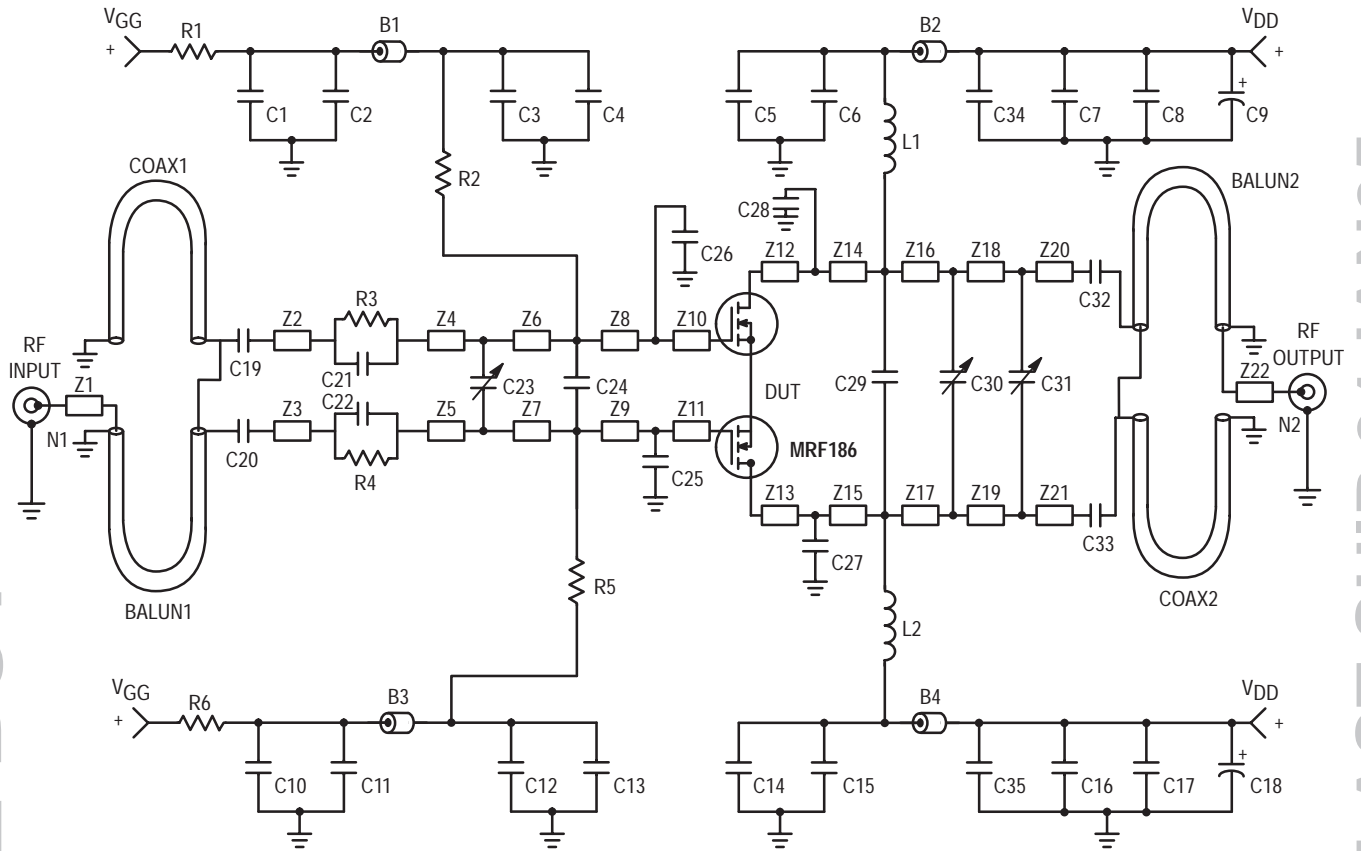 VGG
+
R1
B1
C1
C2
C3
C4
B2
VDD
+
C5
C6
C34
C7
C8
+
C9
L1
COAX1
R2
BALUN2
C28
C26
Z12
Z14
Z16
Z18
Z20
C32
R3
Z2
Z4
Z6
Z8
Z10
RF
INPUT
Z1
N1
C19
C21
C22
C23
C24
DUT
C29
C30
C31
RF
OUTPUT
Z22
N2
Z3
Z5
Z7
Z9
Z11
MRF186
C20
R4
C25
Z13
Z15
Z17
Z19
Z21
C33
C27
BALUN1
R5
COAX2
L2
VGG
+
R6
B3
C10
C11
C12
C13
B4
VDD
+
C14
C15
C35
C16
C17
+
C18